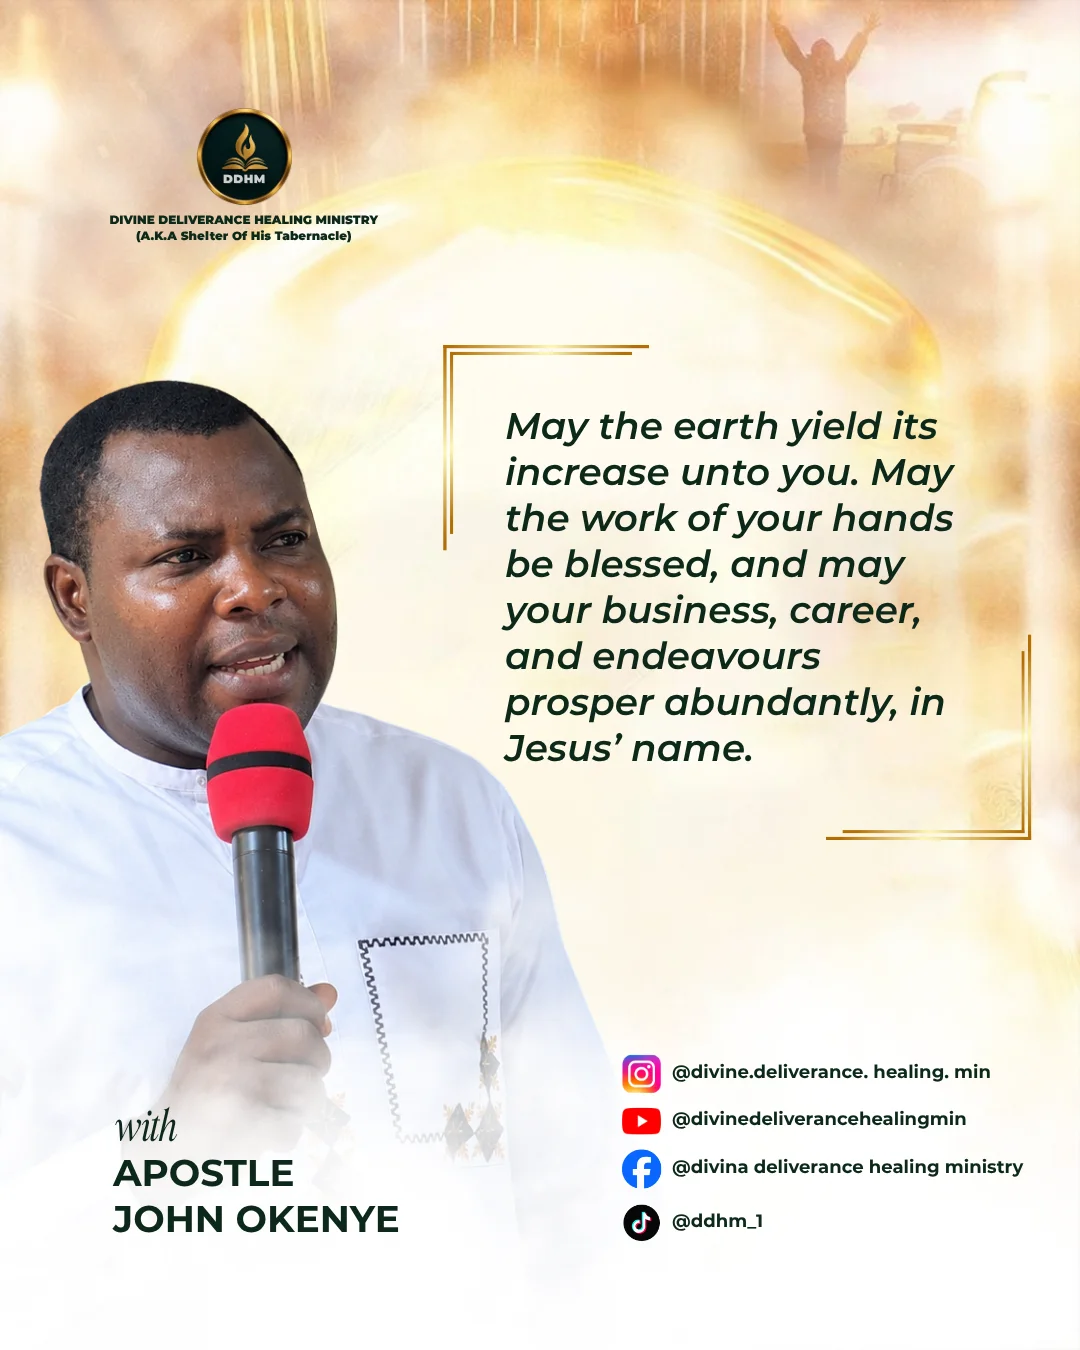 DDHM
DIVINE DELIVERANCE HEALING MINISTRY
(A.K.A Shelter Of His Tabernacle)
May the earth yield its
increase unto you. May
the work of your hands
be blessed, and may
your business, career,
and endeavours
prosper abundantly, in
Jesus’ name.
with
APOSTLE
JOHN OKENYE
@divine.deliverance. healing. min
@divinedeliverancehealingmin
@divina deliverance healing ministry
@ddhm_1